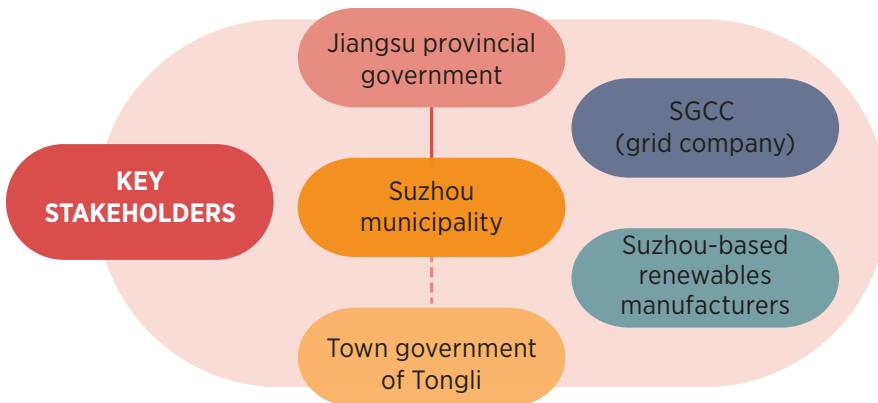 KEY
STAKEHOLDERS
Jiangsu provincial
government
Suzhou
municipality
Town government
of Tongli
SGCC
(grid company)
Suzhou-based
renewables
manufacturers